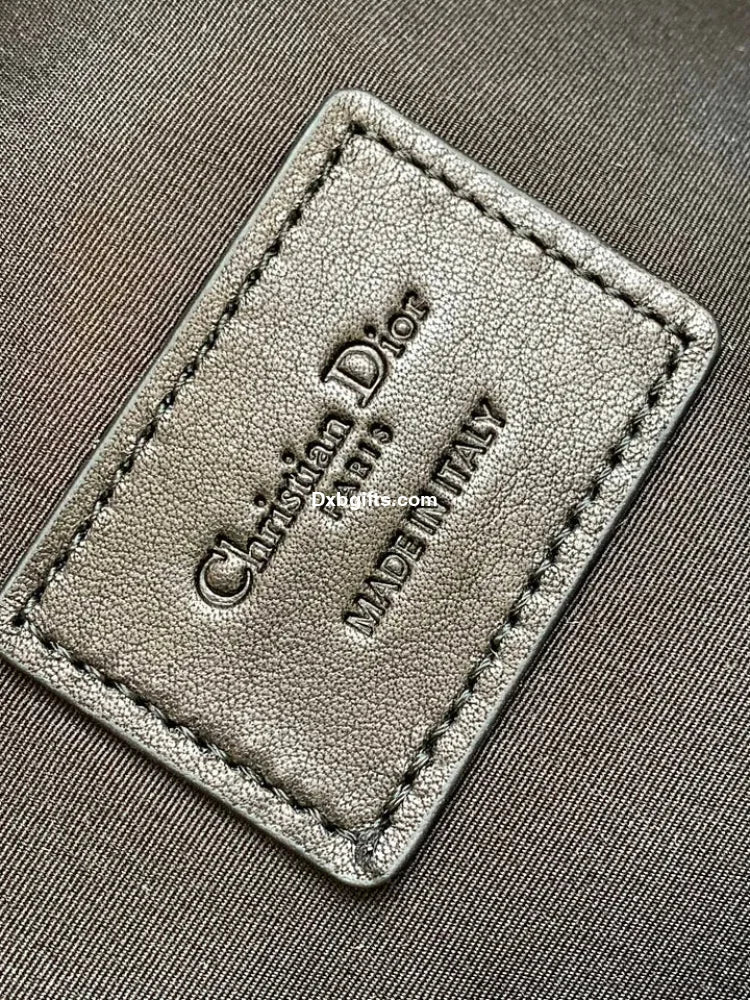 Christian Dior
PARIS
MADE IN ITALY
Dxbgifts.com